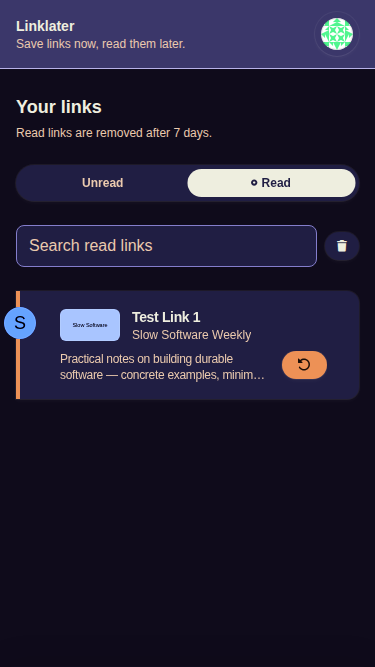 Linklater
Save links now, read them later.
Your links
Read links are removed after 7 days.
Unread
Read
Search read links
S
Slow Software
Test Link 1
Slow Software Weekly
Practical notes on building durable
software — concrete examples, minim…